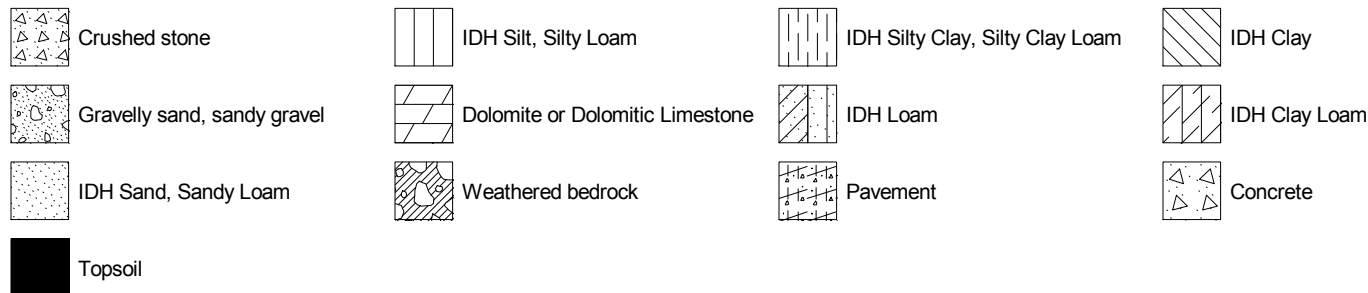 Crushed stone
IDH Silt, Silty Loam
IDH Silty Clay, Silty Clay Loam
IDH Clay
Gravelly sand, sandy gravel
Dolomite or Dolomitic Limestone
IDH Loam
IDH Clay Loam
IDH Sand, Sandy Loam
Weathered bedrock
Pavement
Concrete
Topsoil